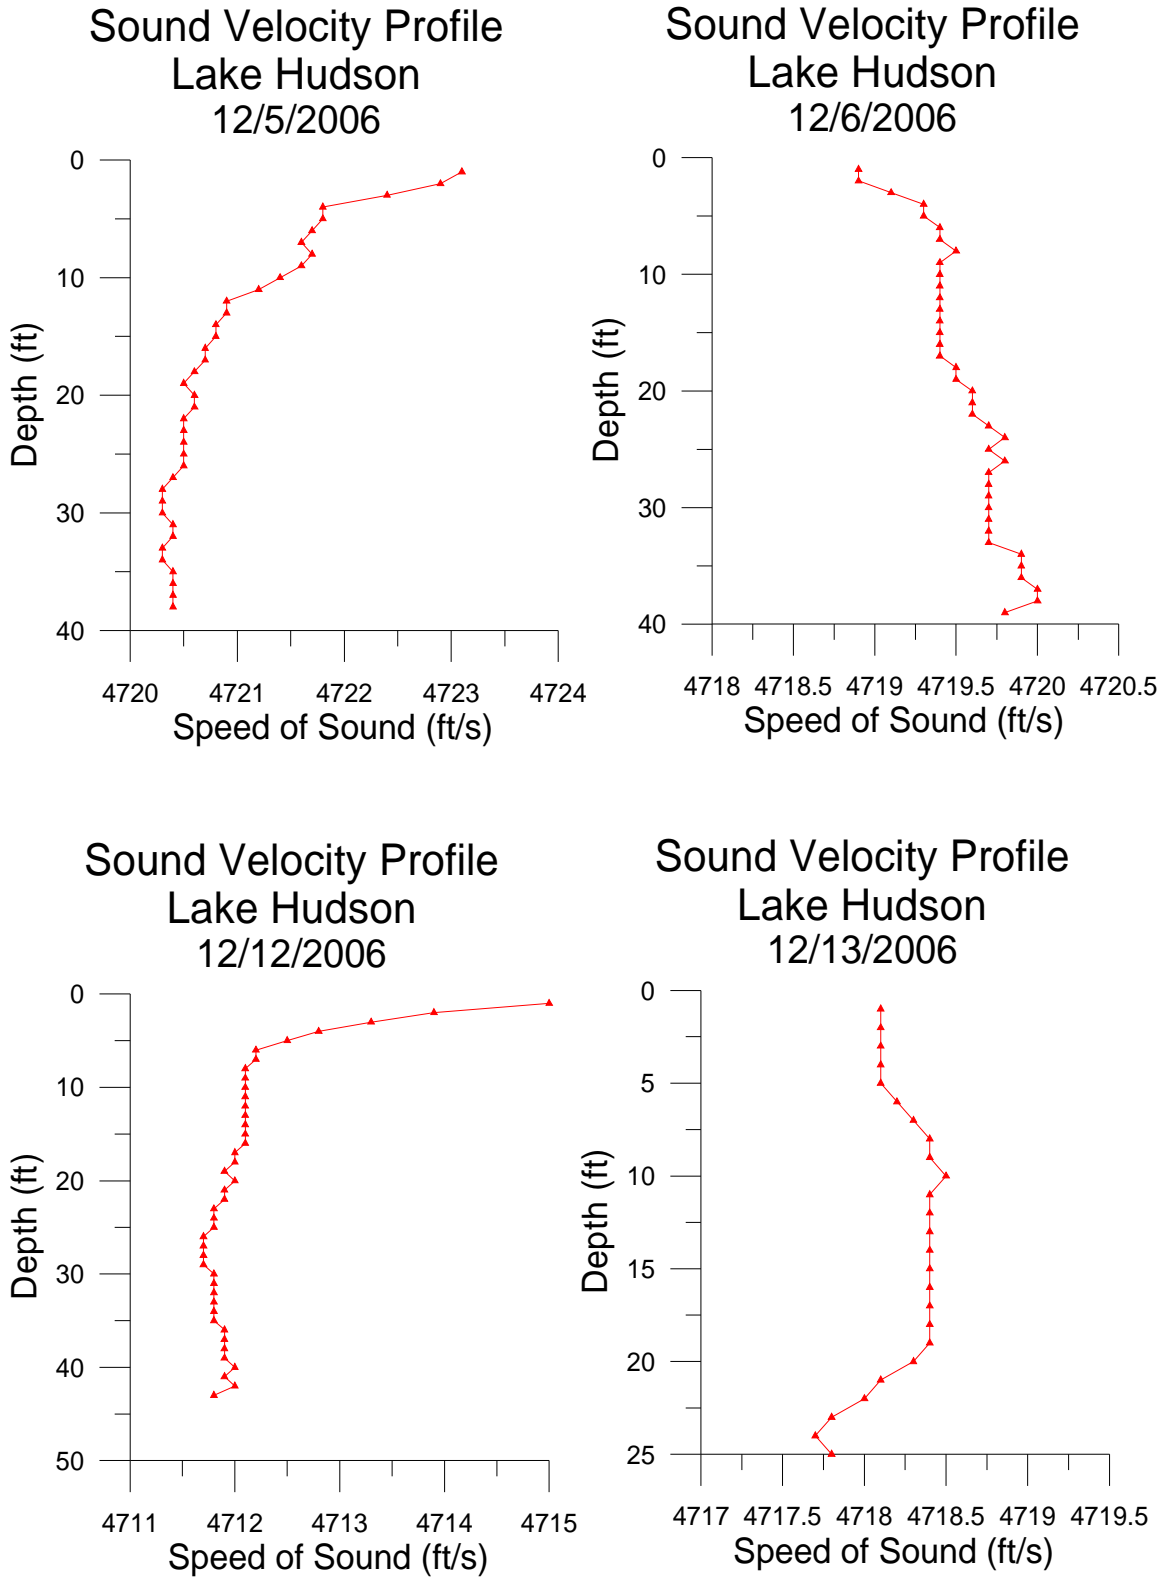 Sound Velocity Profile
Lake Hudson
12/5/2006
0
10
20
30
40
Depth (ft)
4720 4721 4722 4723 4724
Speed of Sound (ft/s)
Sound Velocity Profile
Lake Hudson
12/6/2006
0
10
20
30
40
Depth (ft)
4718 4718.5 4719 4719.5 4720 4720.5
Speed of Sound (ft/s)
Sound Velocity Profile
Lake Hudson
12/12/2006
0
10
20
30
40
50
Depth (ft)
4711 4712 4713 4714 4715
Speed of Sound (ft/s)
Sound Velocity Profile
Lake Hudson
12/13/2006
0
5
10
15
20
25
Depth (ft)
4717 4717.5 4718 4718.5 4719 4719.5
Speed of Sound (ft/s)